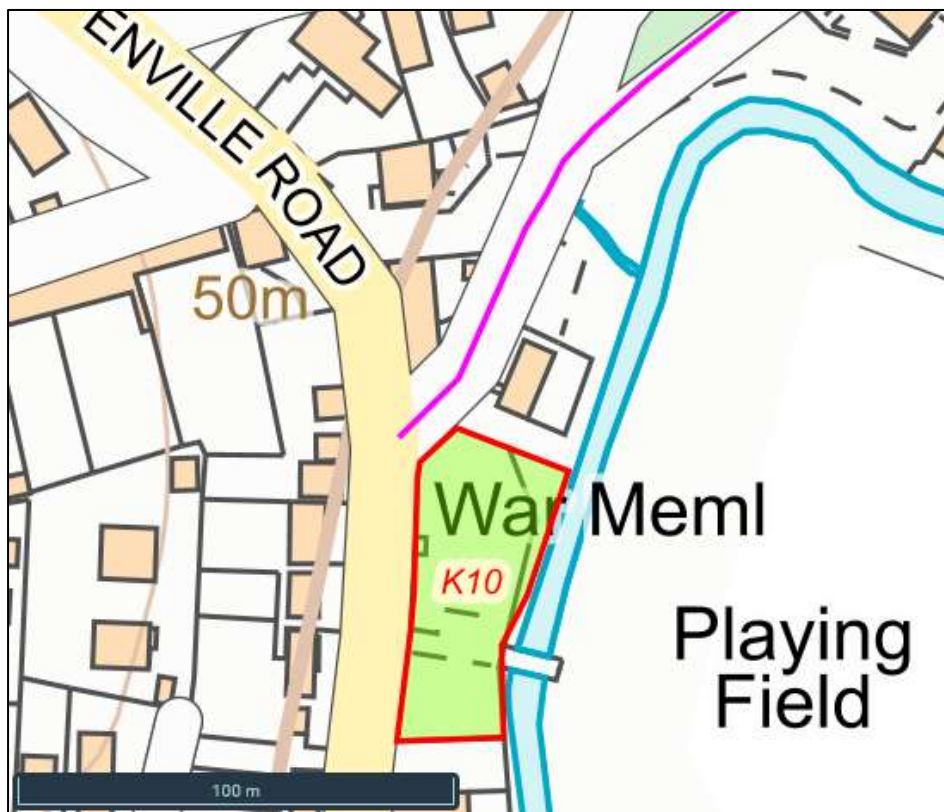 ENVILLE ROAD
50m
War Meml
K10
Playing
Field
100 m